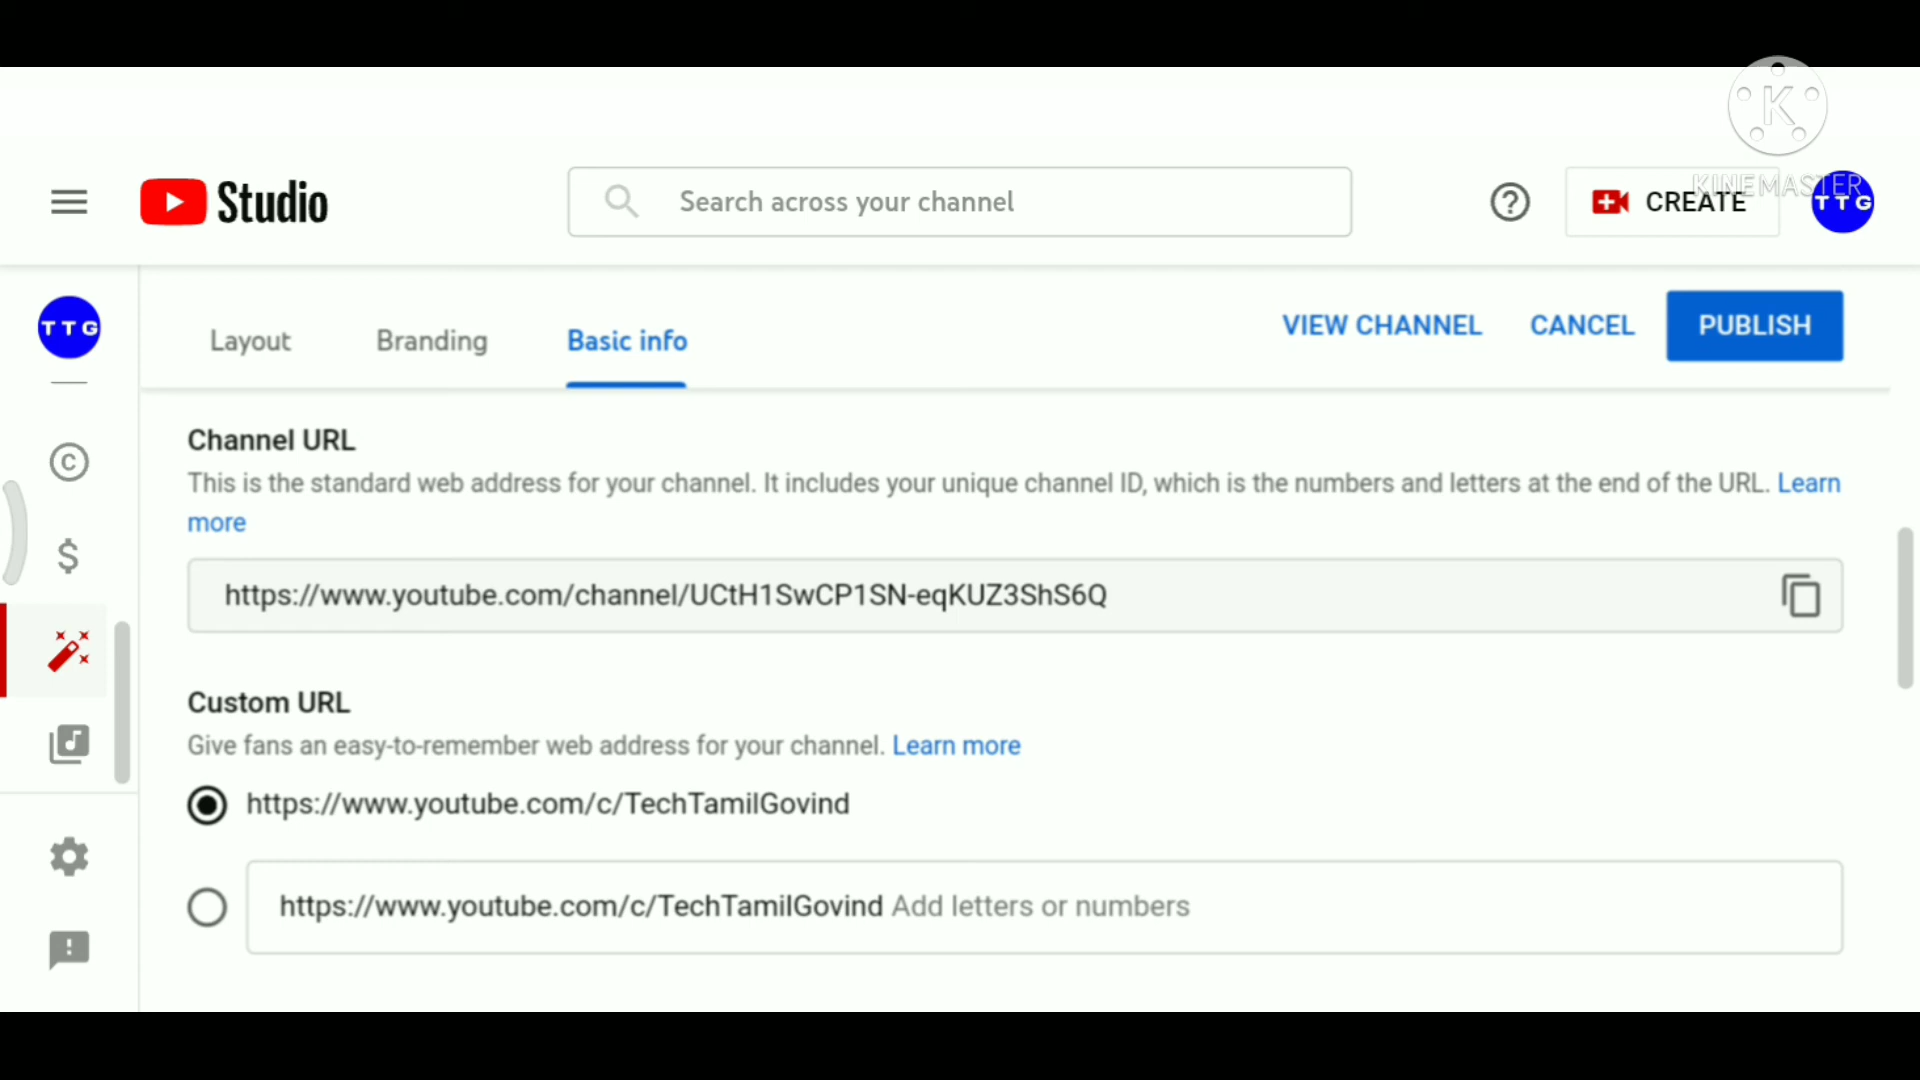 K
KINEMASTER
Studio
Search across your channel
?
CREATE
TTG
TTG
Layout
Branding
Basic info
VIEW CHANNEL
CANCEL
PUBLISH
Channel URL
This is the standard web address for your channel. It includes your unique channel ID, which is the numbers and letters at the end of the URL. Learn
more
https://www.youtube.com/channel/UCtH1SwCP1SN-eqKUZ3ShS6Q
Custom URL
Give fans an easy-to-remember web address for your channel. Learn more
https://www.youtube.com/c/TechTamilGovind
https://www.youtube.com/c/TechTamilGovind Add letters or numbers